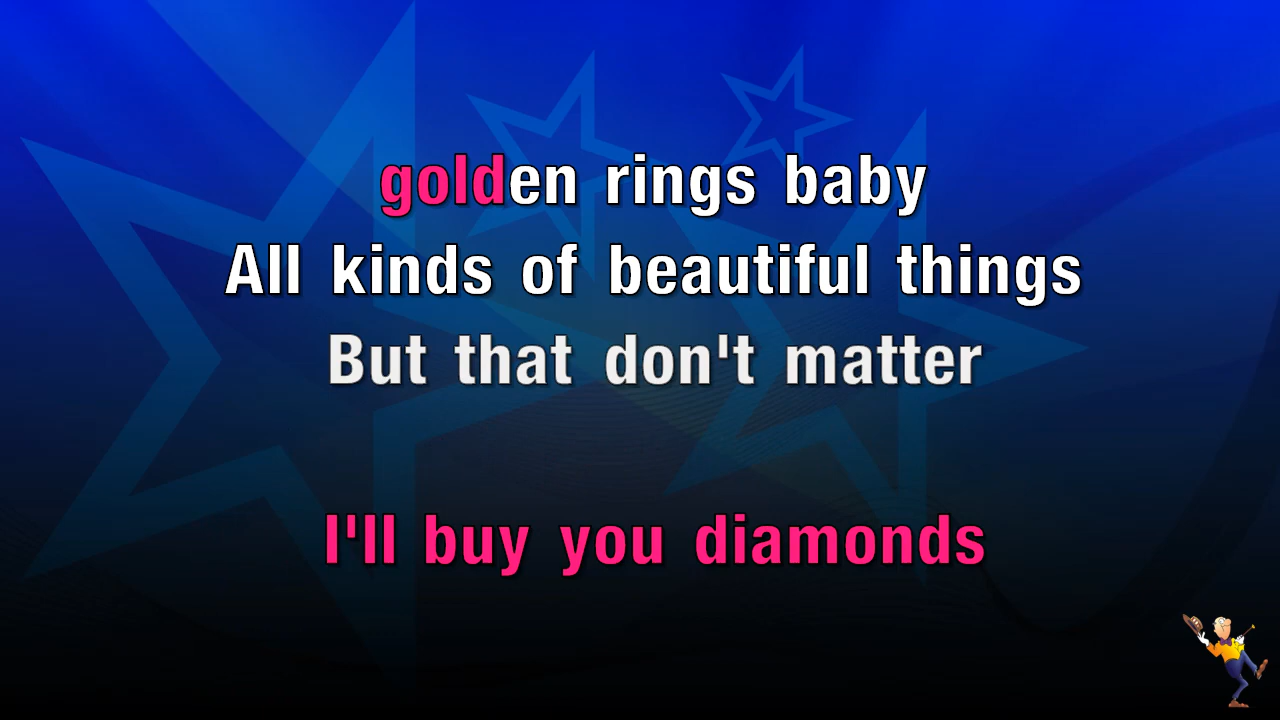 golden rings baby
All kinds of beautiful things
But that don't matter
I'll buy you diamonds